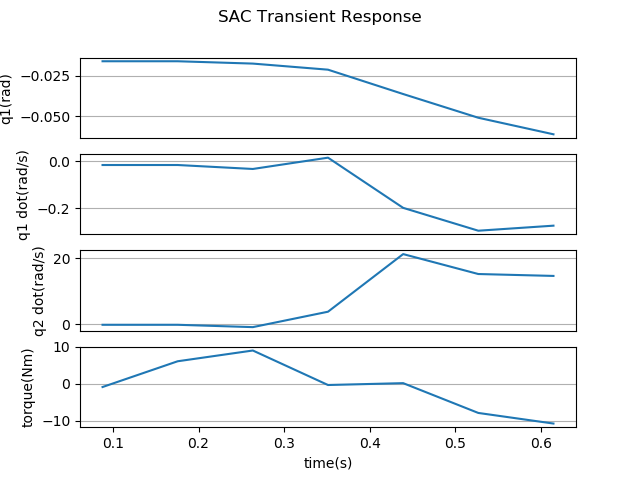 SAC Transient Response
q1(rad)
−0.025
−0.050
q1 dot(rad/s)
0.0
−0.2
q2 dot(rad/s)
20
0
torque(Nm)
10
0
−10
0.1 0.2 0.3 0.4 0.5 0.6
time(s)